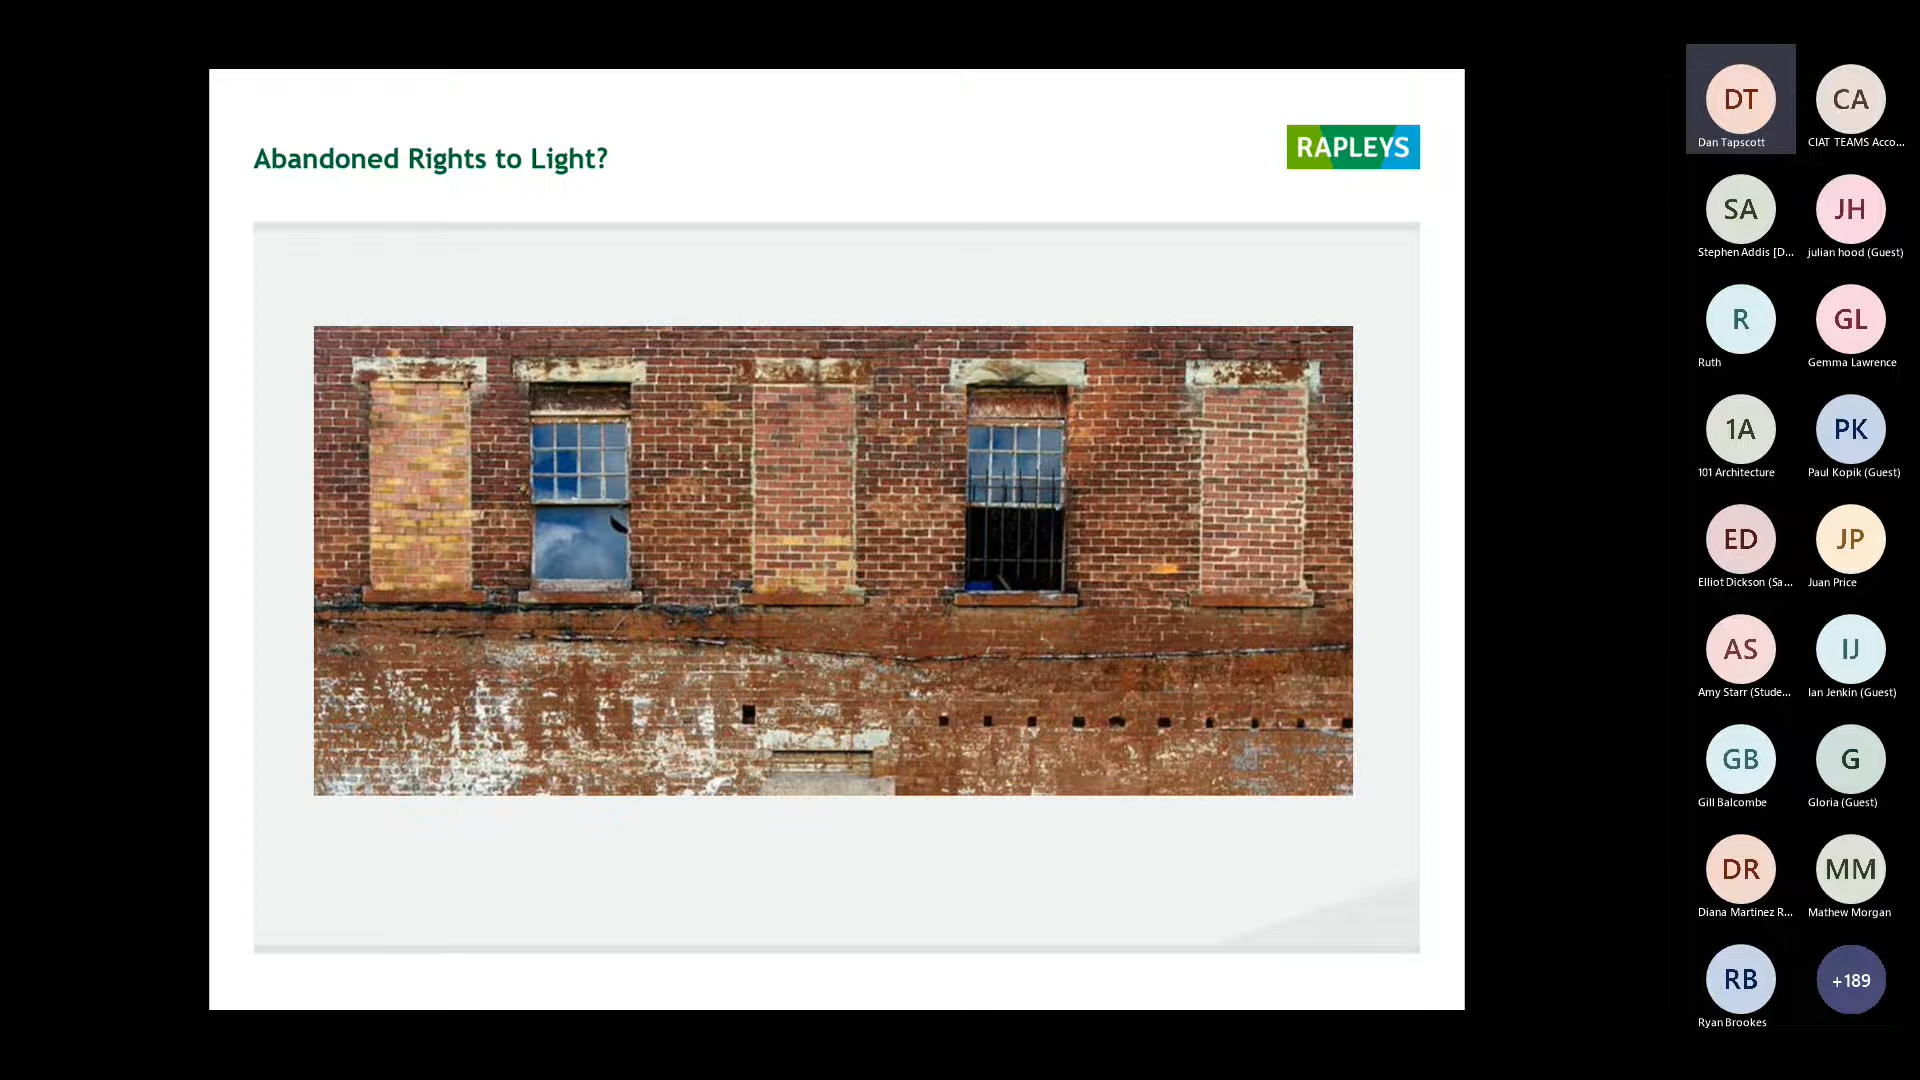 Abandoned Rights to Light?
RAPLEYS
DT
Dan Tapscott
CA
CIAT TEAMS Acco...
SA
Stephen Addis [D...
JH
julian hood (Guest)
R
Ruth
GL
Gemma Lawrence
1A
101 Architecture
PK
Paul Kopik (Guest)
ED
Elliot Dickson (Sa...
JP
Juan Price
AS
Amy Starr (Stude...
IJ
Ian Jenkin (Guest)
GB
Gill Balcombe
G
Gloria (Guest)
DR
Diana Martinez R...
MM
Mathew Morgan
RB
Ryan Brookes
+189